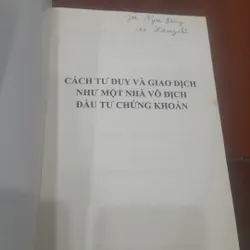 CÁCH TƯ DUY VÀ GIAO DỊCH
NHƯ MỘT NHÀ VÔ ĐỊCH
ĐẦU TƯ CHỨNG KHOÁN